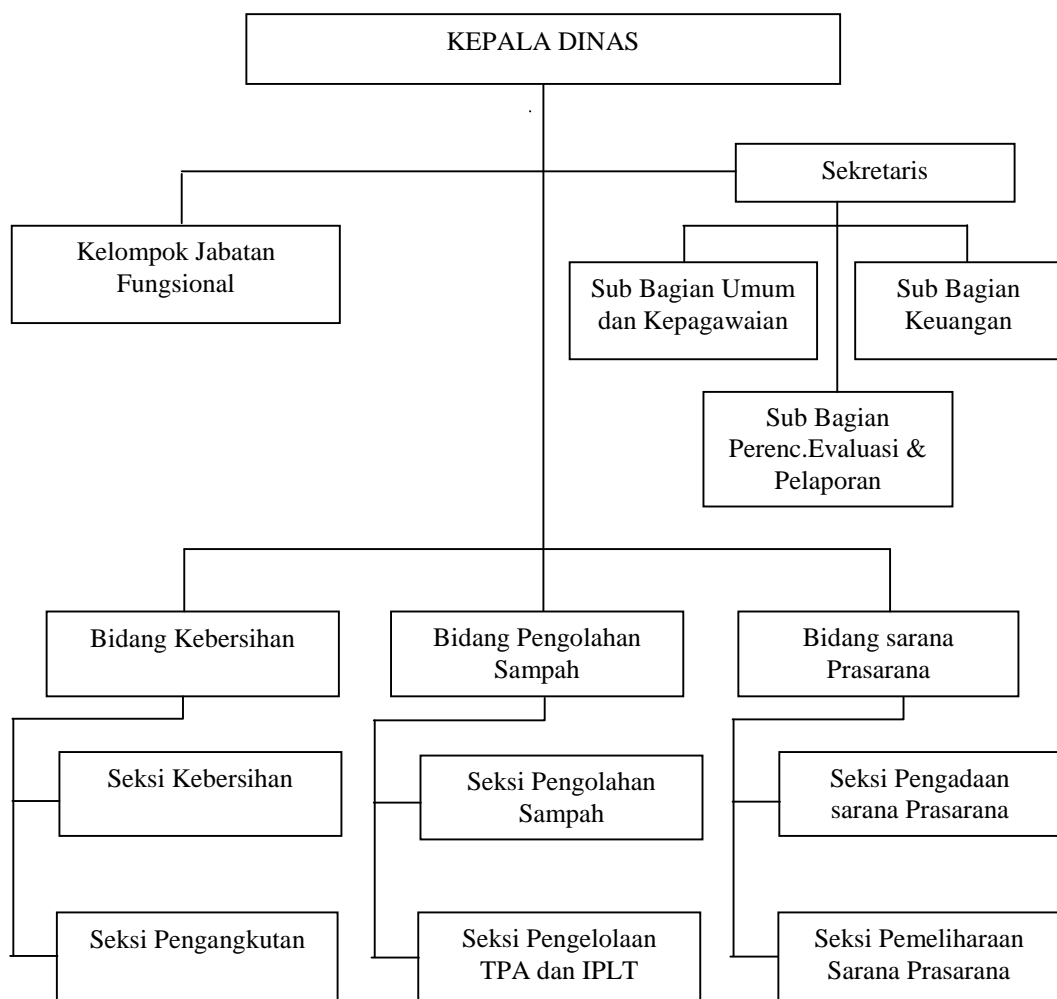 KEPALA DINAS
Sekretaris
Kelompok Jabatan
Fungsional
Sub Bagian Umum
dan Kepagawaian
Sub Bagian
Keuangan
Sub Bagian
Perenc.Evaluasi &
Pelaporan
Bidang Kebersihan
Bidang Pengolahan
Sampah
Bidang sarana
Prasarana
Seksi Kebersihan
Seksi Pengolahan
Sampah
Seksi Pengadaan
sarana Prasarana
Seksi Pengangkutan
Seksi Pengelolaan
TPA dan IPLT
Seksi Pemeliharaan
Sarana Prasarana